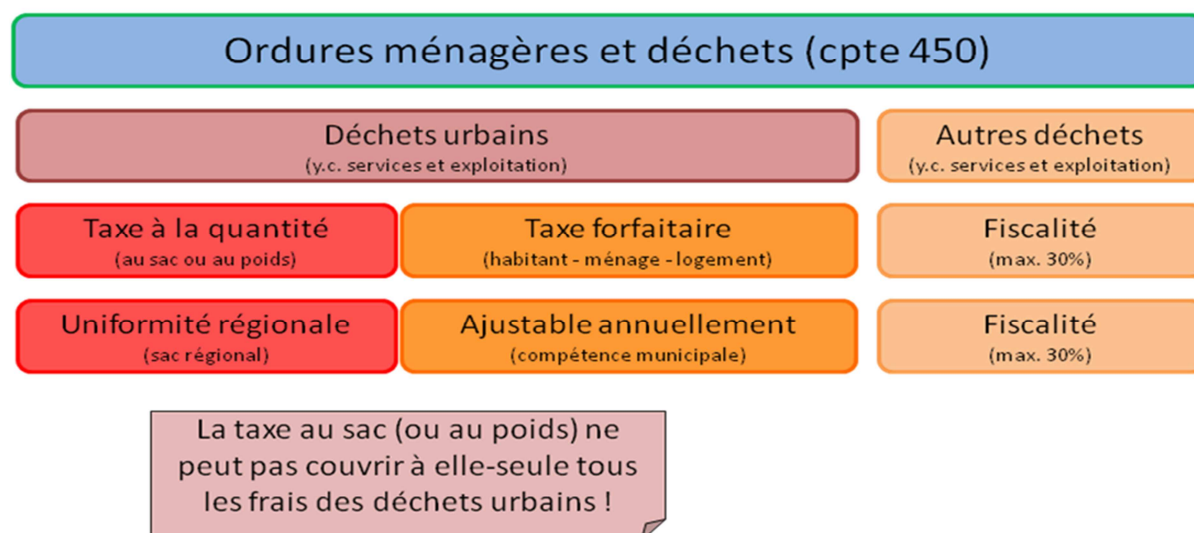 Ordures ménagères et déchets (cpte 450)
Déchets urbains
(y.c. services et exploitation)
Autres déchets
(y.c. services et exploitation)
Taxe à la quantité
(au sac ou au poids)
Taxe forfaitaire
(habitant - ménage - logement)
Fiscalité
(max. 30%)
Uniformité régionale
(sac régional)
Ajustable annuellement
(compétence municipale)
Fiscalité
(max. 30%)
La taxe au sac (ou au poids) ne
peut pas couvrir à elle-seule tous
les frais des déchets urbains !